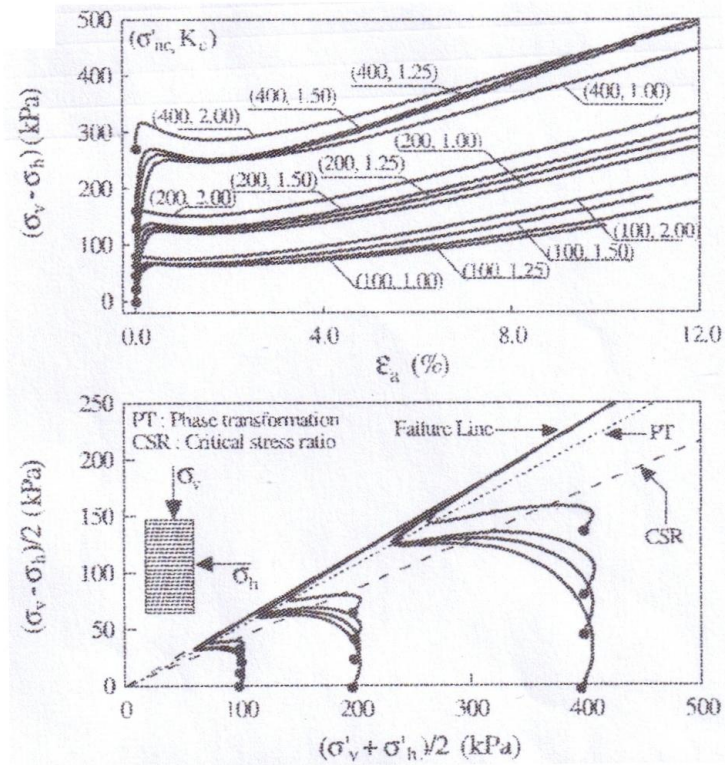 500
(σ'nc, Kc)
400
300
200
100
0
(σv - σh) (kPa)
(400, 2.00)
(400, 1.50)
(400, 1.25)
(400, 1.00)
(200, 2.00)
(200, 1.50)
(200, 1.25)
(200, 1.00)
(100, 1.00)
(100, 1.25)
(100, 1.50)
(100, 2.00)
0.0
4.0
8.0
12.0
εa (%)
250
200
150
100
50
0
(σv - σh)/2 (kPa)
PT : Phase transformation
CSR : Critical stress ratio
σv
σh
Failure Line
PT
CSR
0
100
200
300
400
500
(σ'v + σ'h)/2 (kPa)